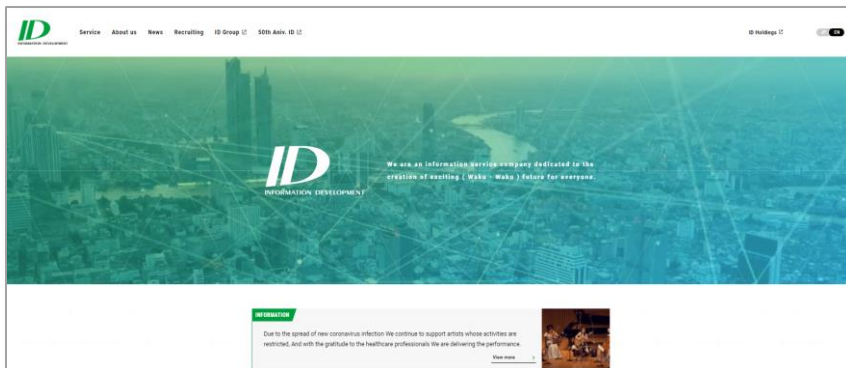 ID
INFORMATION DEVELOPMENT
Service About us News Recruiting ID Group 50th Aniv. ID ID Holdings JP EN
ID
INFORMATION DEVELOPMENT
We are an information service company dedicated to the
creation of exciting ( Waku - Waku ) future for everyone.
INFORMATION
Due to the spread of new coronavirus infection We continue to support artists whose activities are
restricted, And with the gratitude to the healthcare professionals We are delivering the performance.
View more